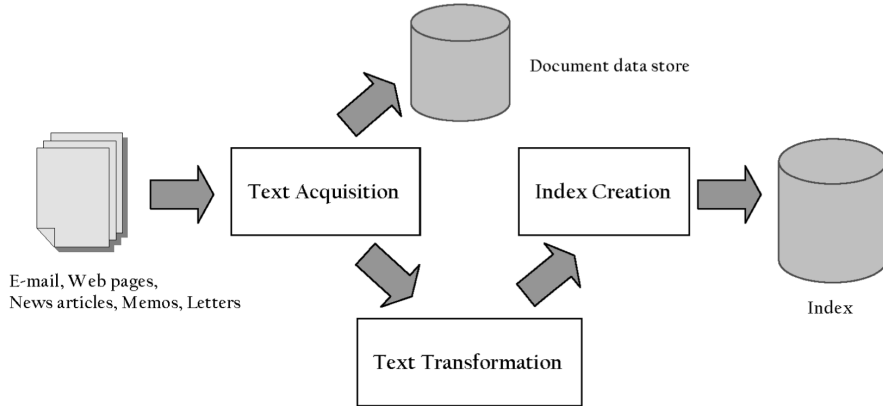 Document data store
Text Acquisition
Index Creation
E-mail, Web pages,
News articles, Memos, Letters
Index
Text Transformation